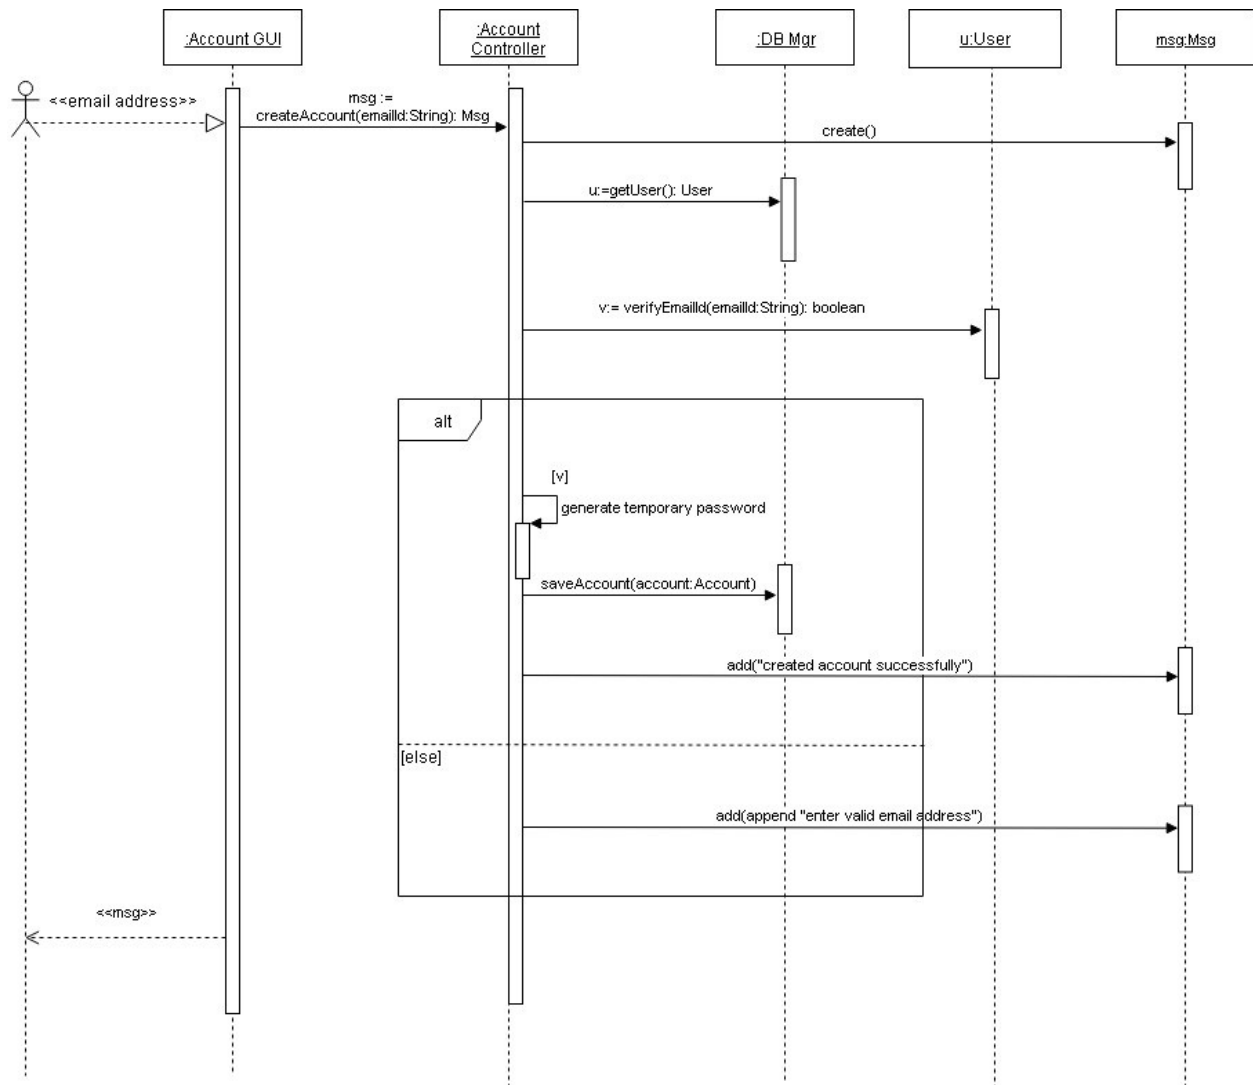 :Account GUI
:Account
Controller
:DB Mgr
u:User
msg:Msg
<<email address>>
msg :=
createAccount(emailId:String): Msg
create()
u:=getUser(): User
v:= verifyEmailId(emailId:String): boolean
alt
[v]
generate temporary password
saveAccount(account:Account)
add("created account successfully")
[else]
add(append "enter valid email address")
<<msg>>